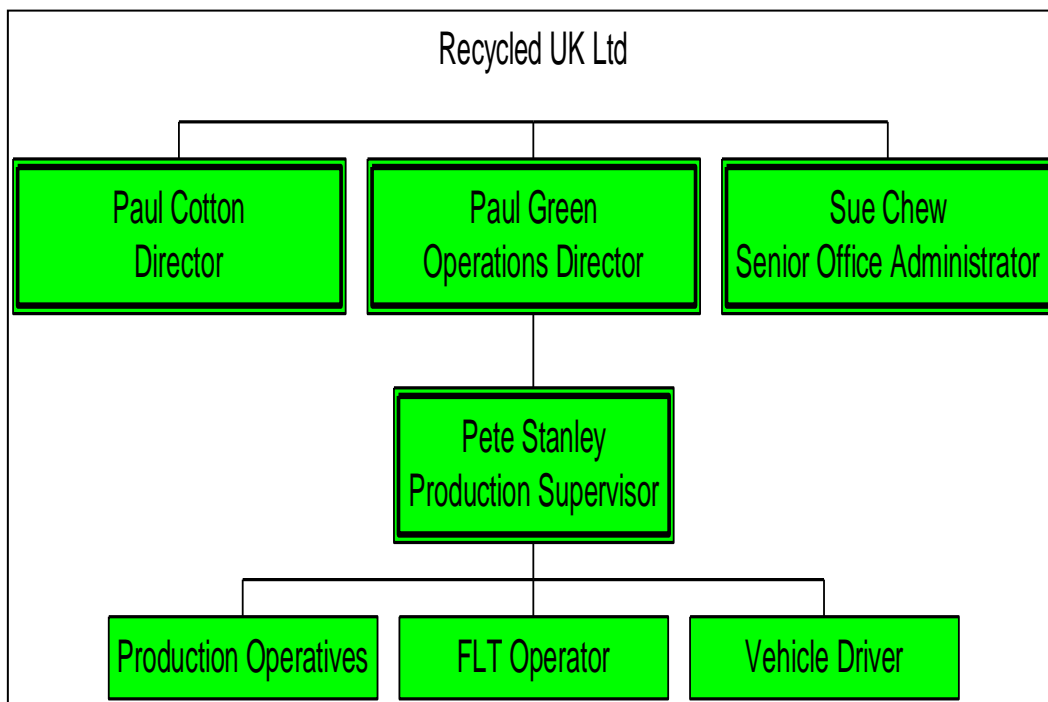 Recycled UK Ltd
Paul Cotton
Director
Paul Green
Operations Director
Sue Chew
Senior Office Administrator
Pete Stanley
Production Supervisor
Production Operatives
FLT Operator
Vehicle Driver